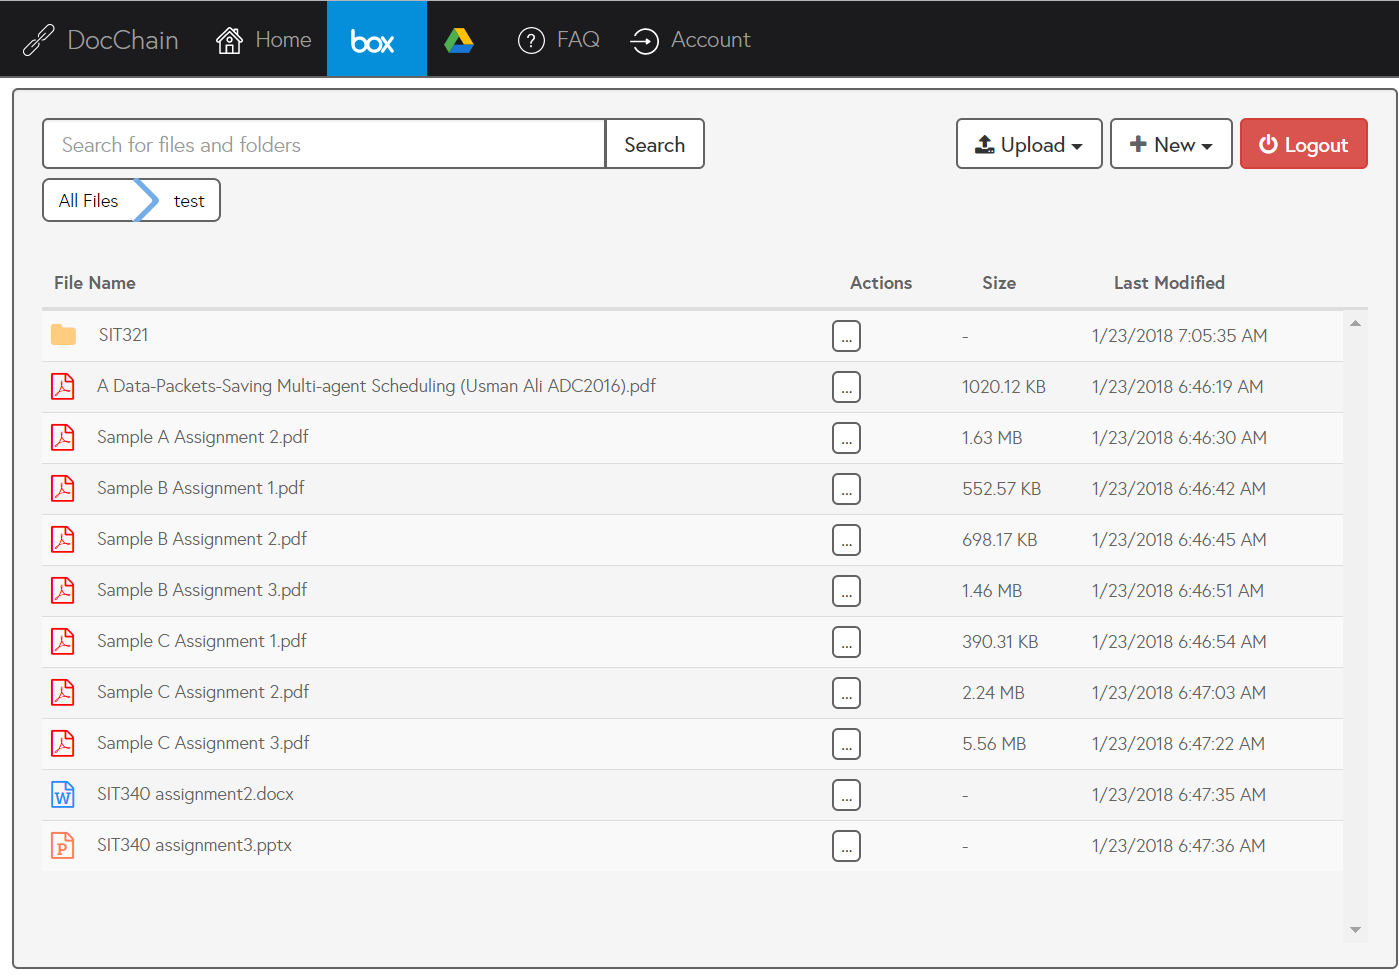 DocChain Home box FAQ Account
Search for files and folders Search Upload New Logout
All Files test
File Name Actions Size Last Modified
SIT321 ... - 1/23/2018 7:05:35 AM
A Data-Packets-Saving Multi-agent Scheduling (Usman Ali ADC2016).pdf ... 1020.12 KB 1/23/2018 6:46:19 AM
Sample A Assignment 2.pdf ... 1.63 MB 1/23/2018 6:46:30 AM
Sample B Assignment 1.pdf ... 552.57 KB 1/23/2018 6:46:42 AM
Sample B Assignment 2.pdf ... 698.17 KB 1/23/2018 6:46:45 AM
Sample B Assignment 3.pdf ... 1.46 MB 1/23/2018 6:46:51 AM
Sample C Assignment 1.pdf ... 390.31 KB 1/23/2018 6:46:54 AM
Sample C Assignment 2.pdf ... 2.24 MB 1/23/2018 6:47:03 AM
Sample C Assignment 3.pdf ... 5.56 MB 1/23/2018 6:47:22 AM
W SIT340 assignment2.docx ... - 1/23/2018 6:47:35 AM
P SIT340 assignment3.pptx ... - 1/23/2018 6:47:36 AM